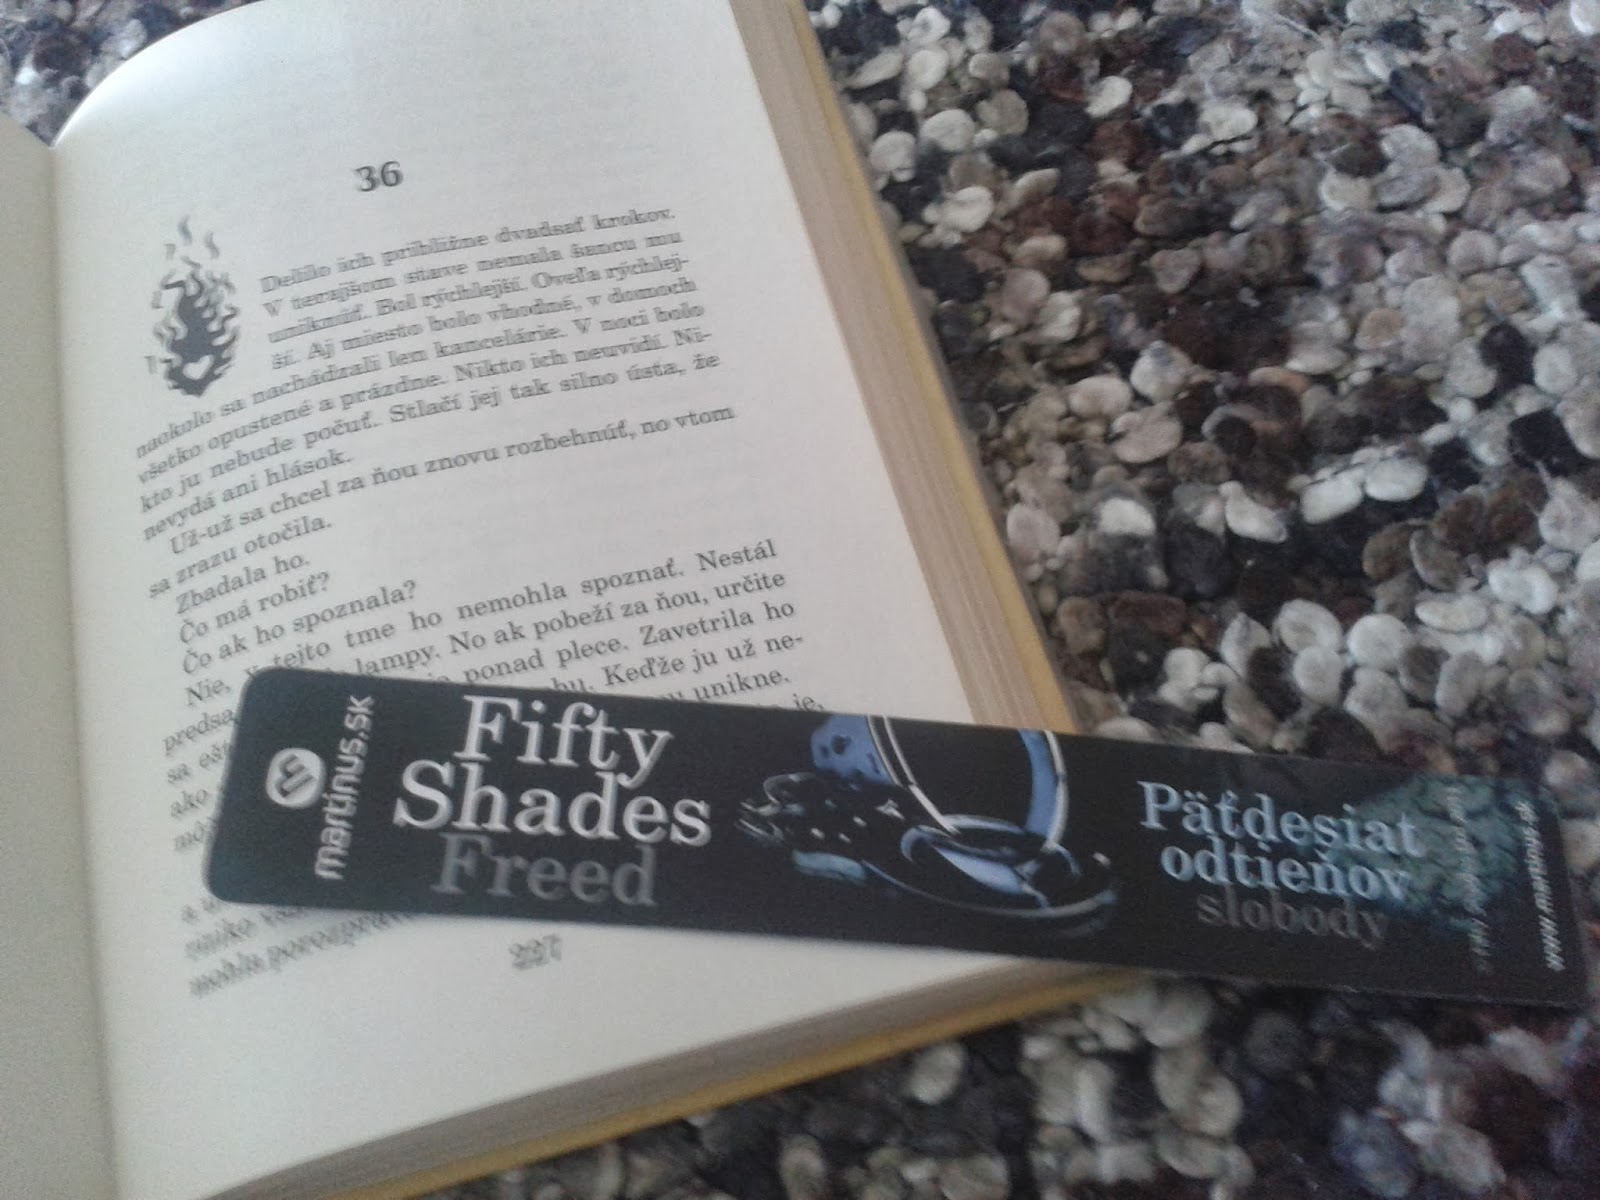 36
Delilo ich približne dvadsať krokov.
V terajšom stave nemala šancu mu
uniknúť. Bol rýchlejší. Oveľa rýchlej-
ší. Aj miesto bolo vhodné, v domoch
naokolo sa nachádzali len kancelárie. V noci bolo
všetko opustené a prázdne. Nikto ich neuvidí. Ni-
kto ju nebude počuť. Stlačí jej tak silno ústa, že
nevydá ani hlások.
Už-už sa chcel za ňou znovu rozbehnúť, no vtom
sa zrazu otočila.
Zbadala ho.
Čo má robiť?
Čo ak ho spoznala?
Nie, v tejto tme ho nemohla spoznať. Nestál
predsa lampy. No ak pobeží za ňou, určite
sa ponad plece. Zavetrila ho
ako Keďže ju už ne-
unikne.
je,
227
martinus.sk
Fifty
Shades
Freed
Päťdesiat
odtieňov
slobody
www.martinus.sk